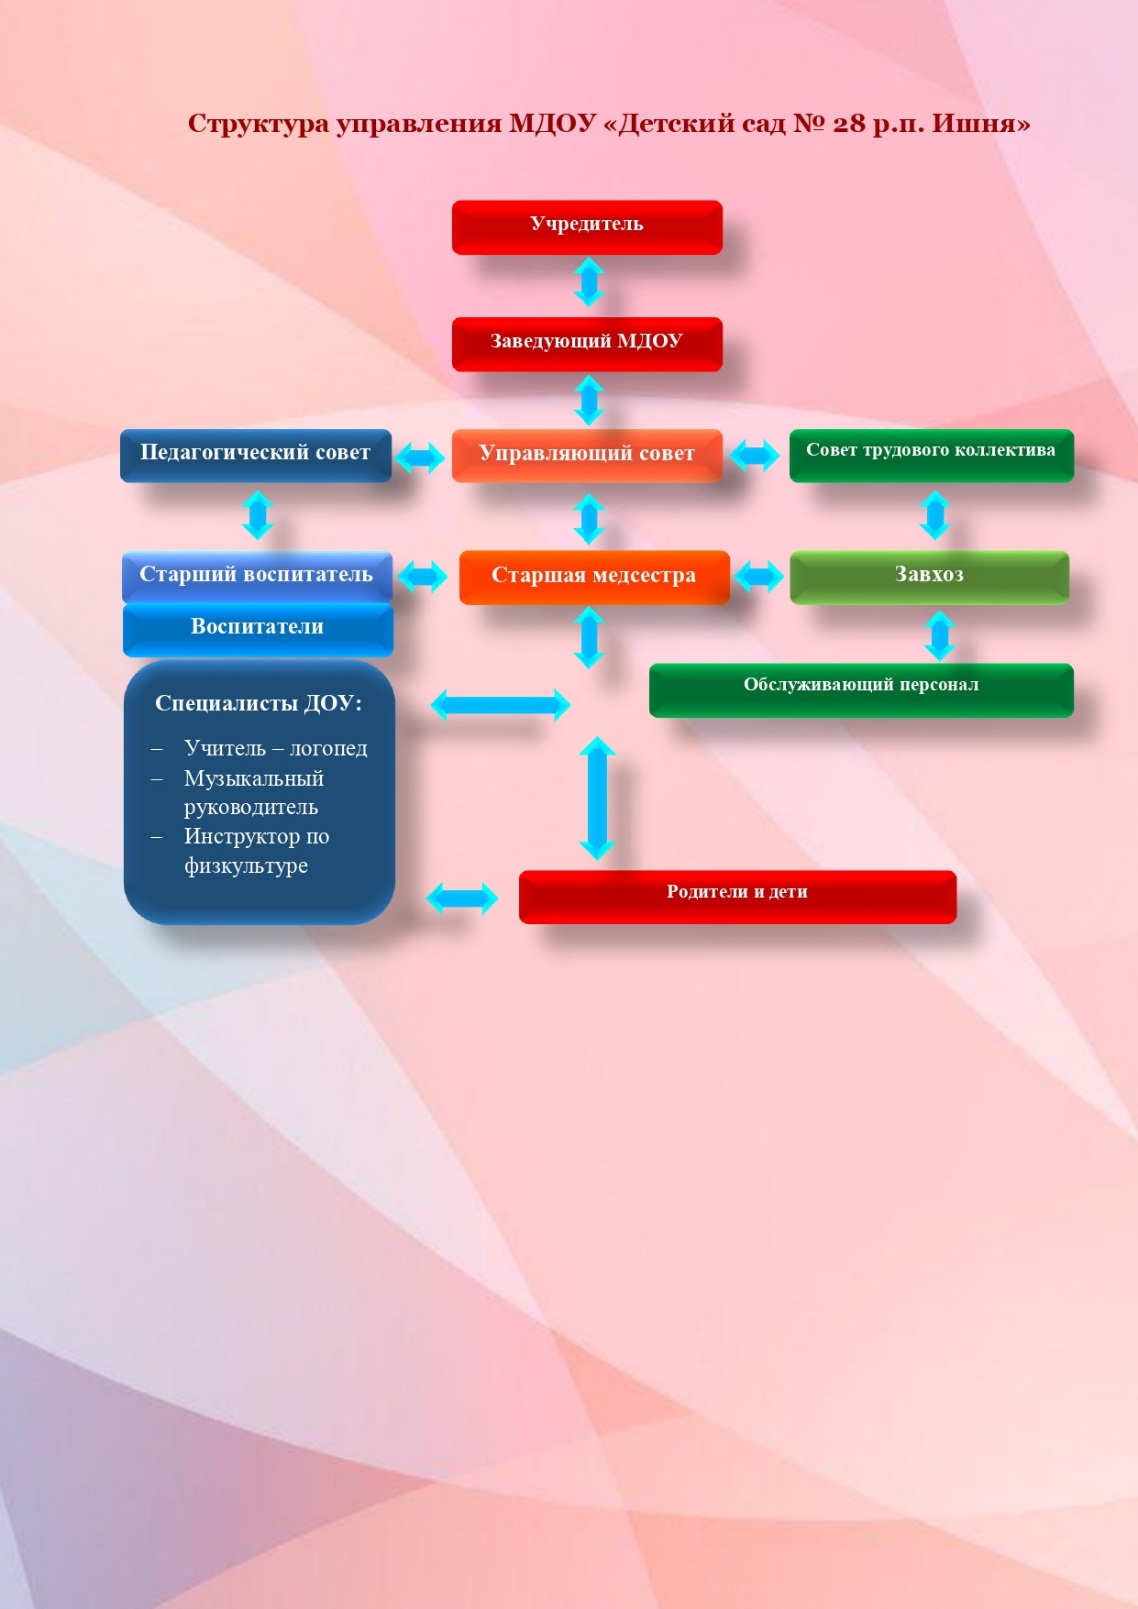 Структура управления МДОУ «Детский сад № 28 р.п. Ишня»
Учредитель
Заведующий МДОУ
Педагогический совет
Управляющий совет
Совет трудового коллектива
Старший воспитатель
Старшая медсестра
Завхоз
Воспитатели
Обслуживающий персонал
Специалисты ДОУ:
– Учитель – логопед
– Музыкальный
руководитель
– Инструктор по
физкультуре
Родители и дети